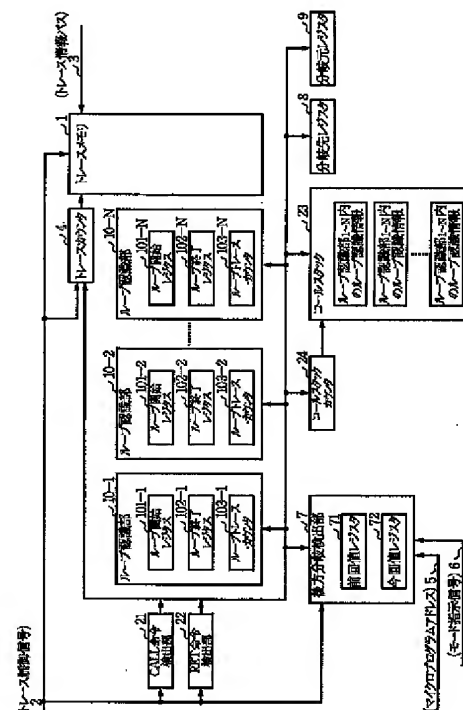 (トレース情報バス)
3
1
トレースメモリ
4
トレースカウンタ
9
分岐元レジスタ
8
分岐先レジスタ
10-N
ループ認識部
101-N
ループ開始
レジスタ
102-N
ループ終了
レジスタ
103-N
ループトレース
カウンタ
10-2
ループ認識部
101-2
ループ開始
レジスタ
102-2
ループ終了
レジスタ
103-2
ループトレース
カウンタ
10-1
ループ認識部
101-1
ループ開始
レジスタ
102-1
ループ終了
レジスタ
103-1
ループトレース
カウンタ
23
コールスタック
ループ認識部1~N内
のループ認識情報
ループ認識部1~N内
のループ認識情報
ループ認識部1~N内
のループ認識情報
24
コールスタック
カウンタ
21
CALL命令
検出部
22
RET命令
検出部
7
後方分岐検出部
71
前回値レジスタ
72
今回値レジスタ
トレース制御信号)
2
(マイクロプログラムアドレス) 5
(モード指示信号) 6